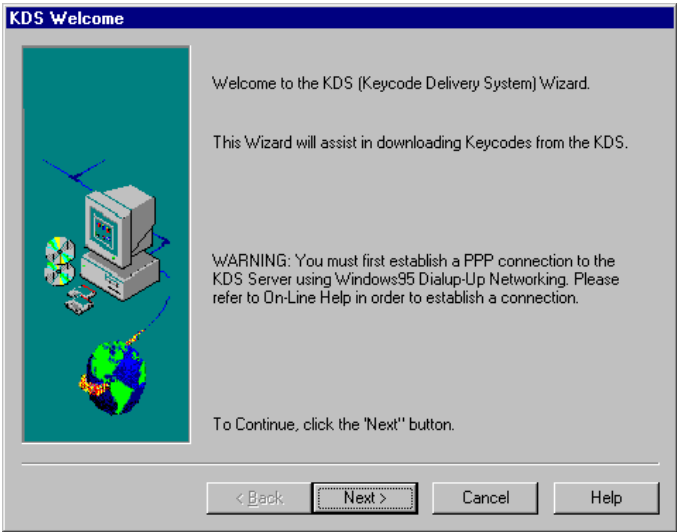 KDS Welcome
Welcome to the KDS (Keycode Delivery System) Wizard.
This Wizard will assist in downloading Keycodes from the KDS.
WARNING: You must first establish a PPP connection to the
KDS Server using Windows95 Dialup-Up Networking. Please
refer to On-Line Help in order to establish a connection.
To Continue, click the 'Next'' button.
< Back
Next >
Cancel
Help